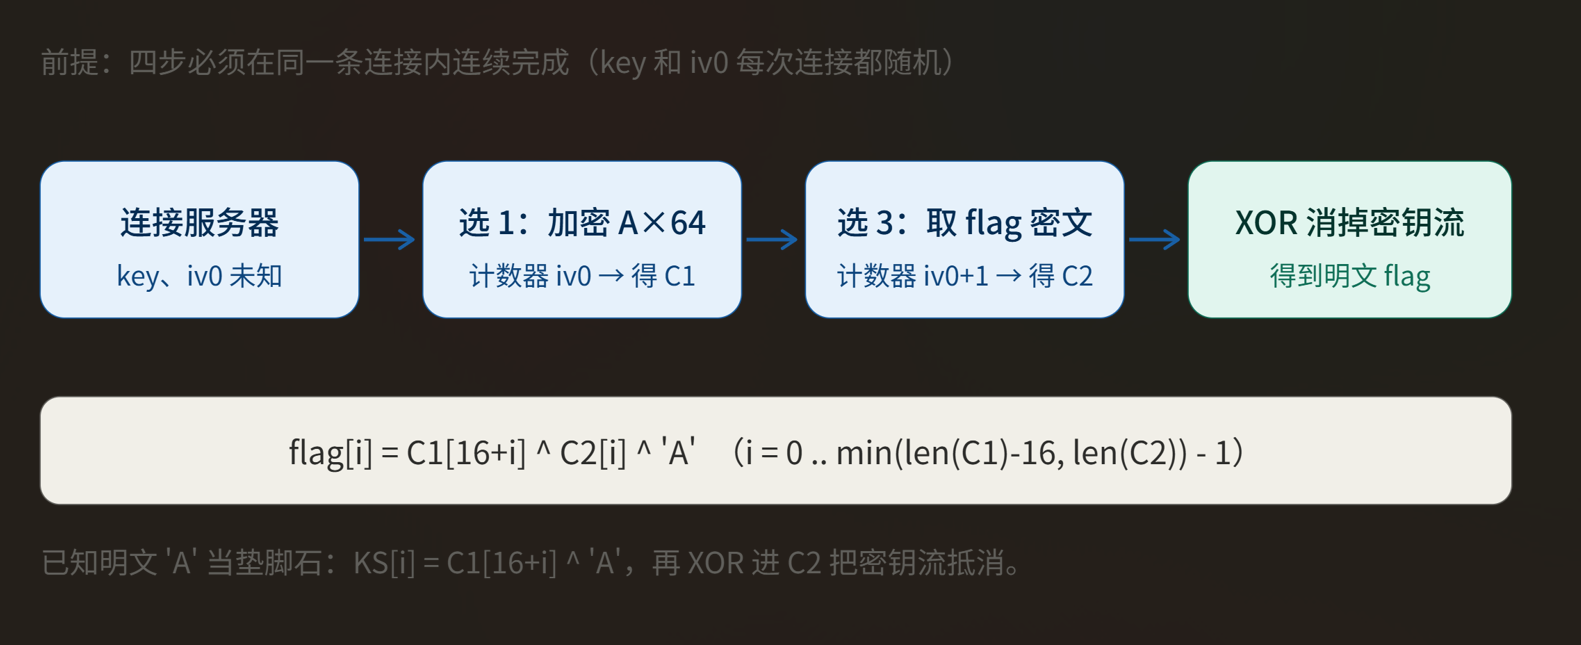 前提：四步必须在同一条连接内连续完成（key 和 iv0 每次连接都随机）
连接服务器
key、iv0 未知
选 1：加密 A×64
计数器 iv0 → 得 C1
选 3：取 flag 密文
计数器 iv0+1 → 得 C2
XOR 消掉密钥流
得到明文 flag
flag[i] = C1[16+i] ^ C2[i] ^ 'A' （i = 0 .. min(len(C1)-16, len(C2)) - 1）
已知明文 'A' 当垫脚石：KS[i] = C1[16+i] ^ 'A'，再 XOR 进 C2 把密钥流抵消。